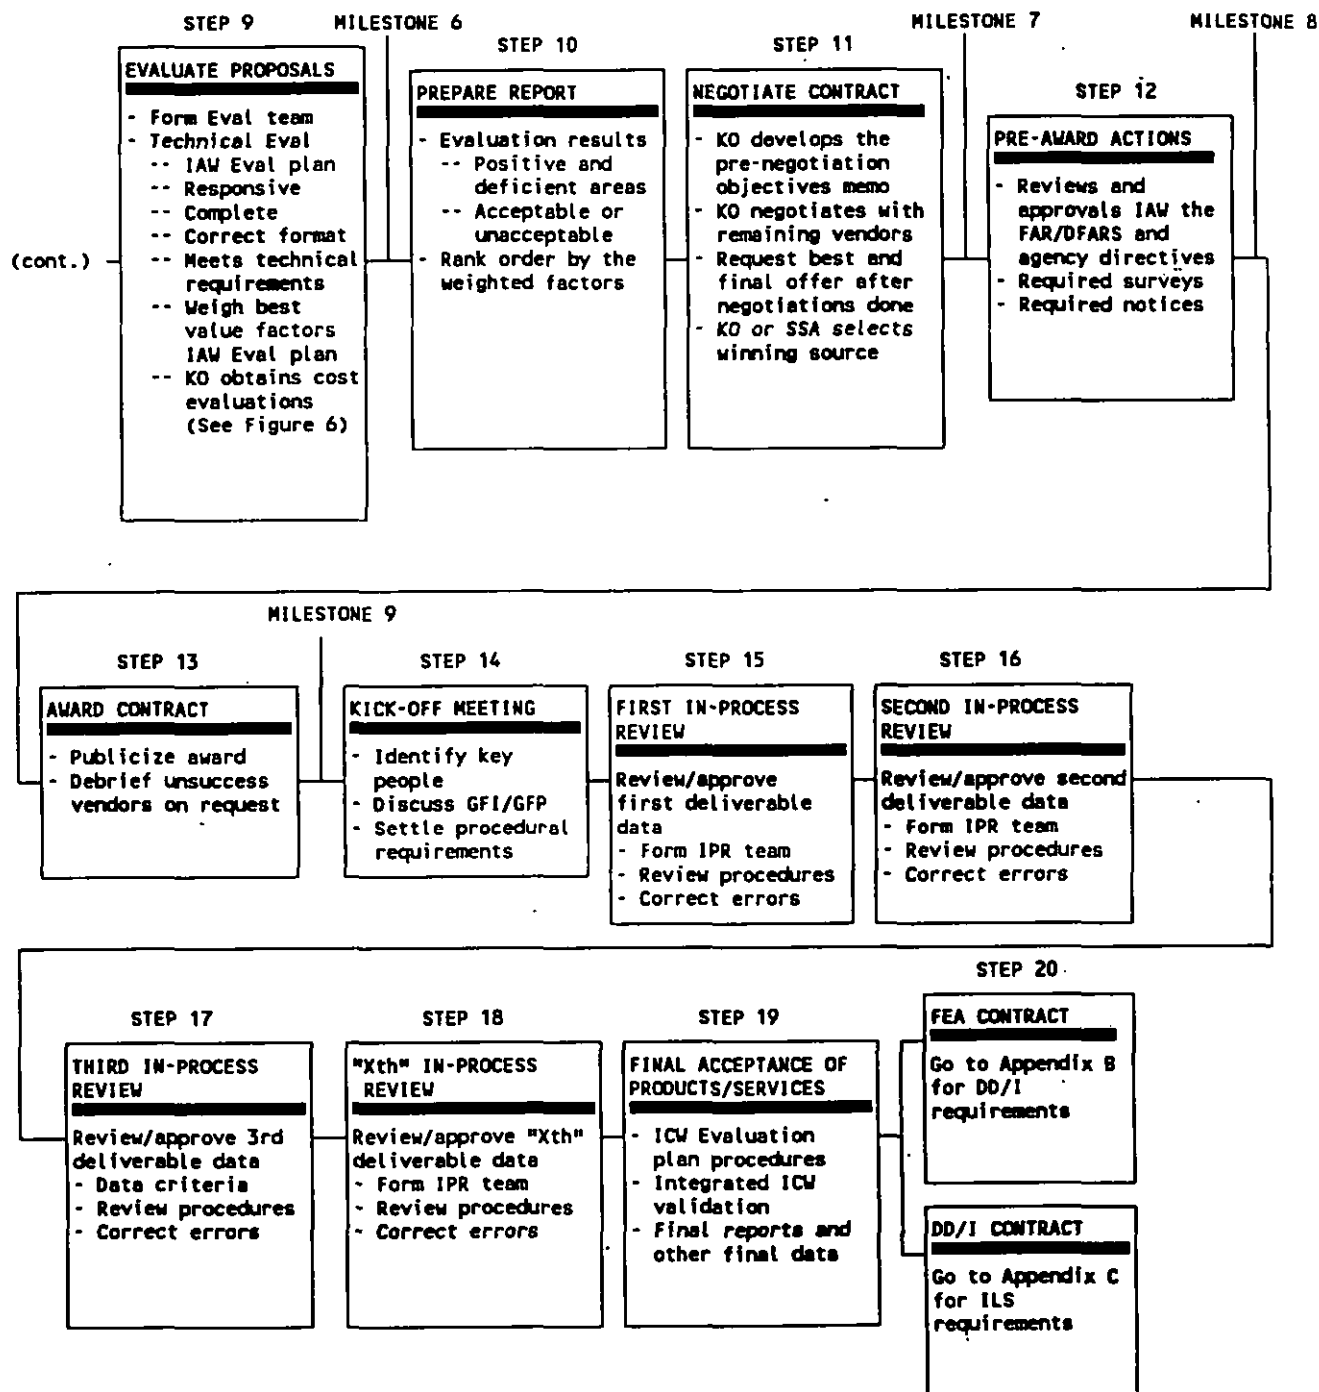 STEP 9
MILESTONE 6
MILESTONE 7
MILESTONE 8
STEP 10
STEP 11
STEP 12
(cont.)
EVALUATE PROPOSALS
- Form Eval team
- Technical Eval
-- IAW Eval plan
-- Responsive
-- Complete
-- Correct format
-- Meets technical
requirements
-- Weigh best
value factors
IAW Eval plan
-- KO obtains cost
evaluations
(See Figure 6)
PREPARE REPORT
- Evaluation results
-- Positive and
deficient areas
-- Acceptable or
unacceptable
- Rank order by the
weighted factors
NEGOTIATE CONTRACT
- KO develops the
pre-negotiation
objectives memo
- KO negotiates with
remaining vendors
- Request best and
final offer after
negotiations done
- KO or SSA selects
winning source
PRE-AWARD ACTIONS
- Reviews and
approvals IAW the
FAR/DFARS and
agency directives
- Required surveys
- Required notices
MILESTONE 9
STEP 13
STEP 14
STEP 15
STEP 16
AWARD CONTRACT
- Publicize award
- Debrief unsuccess
vendors on request
KICK-OFF MEETING
- Identify key
people
- Discuss GFI/GFP
- Settle procedural
requirements
FIRST IN-PROCESS
REVIEW
Review/approve
first deliverable
data
- Form IPR team
- Review procedures
- Correct errors
SECOND IN-PROCESS
REVIEW
Review/approve second
deliverable data
- Form IPR team
- Review procedures
- Correct errors
STEP 17
STEP 18
STEP 19
STEP 20
THIRD IN-PROCESS
REVIEW
Review/approve 3rd
deliverable data
- Data criteria
- Review procedures
- Correct errors
"Xth" IN-PROCESS
REVIEW
Review/approve "Xth"
deliverable data
- Form IPR team
- Review procedures
- Correct errors
FINAL ACCEPTANCE OF
PRODUCTS/SERVICES
- ICW Evaluation
plan procedures
- Integrated ICW
validation
- Final reports and
other final data
FEA CONTRACT
Go to Appendix B
for DD/I
requirements
DD/I CONTRACT
Go to Appendix C
for ILS
requirements